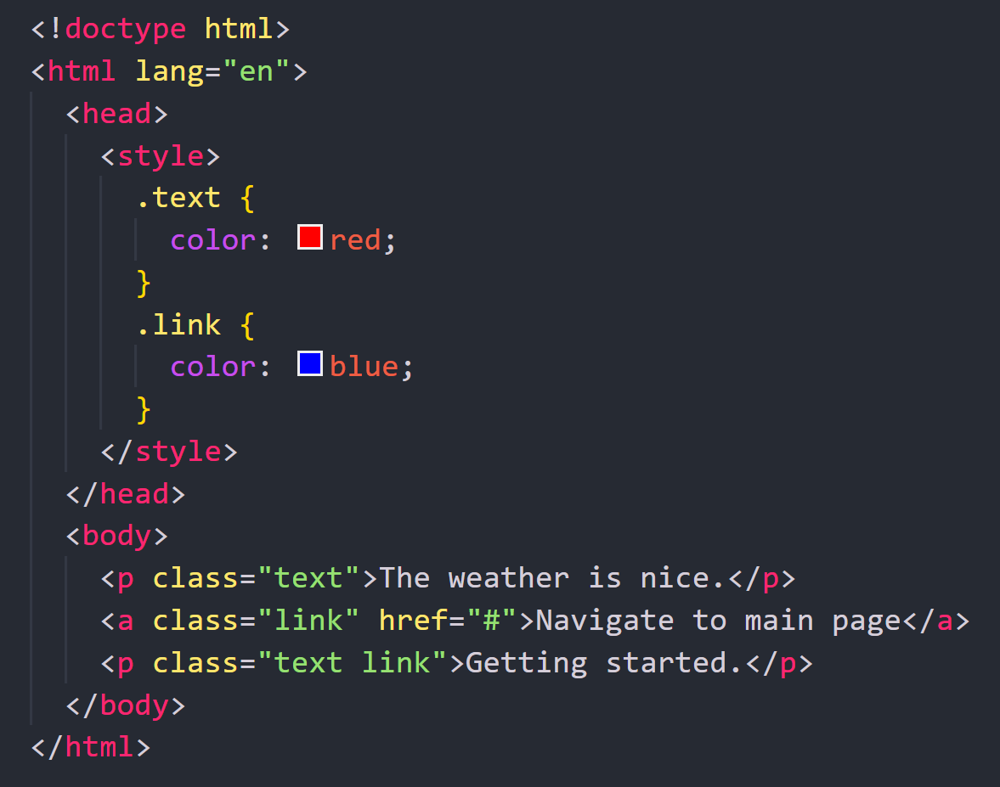 <!doctype html>
<html lang="en">
<head>
<style>
.text {
color: red;
}
.link {
color: blue;
}
</style>
</head>
<body>
<p class="text">The weather is nice.</p>
<a class="link" href="#">Navigate to main page</a>
<p class="text link">Getting started.</p>
</body>
</html>